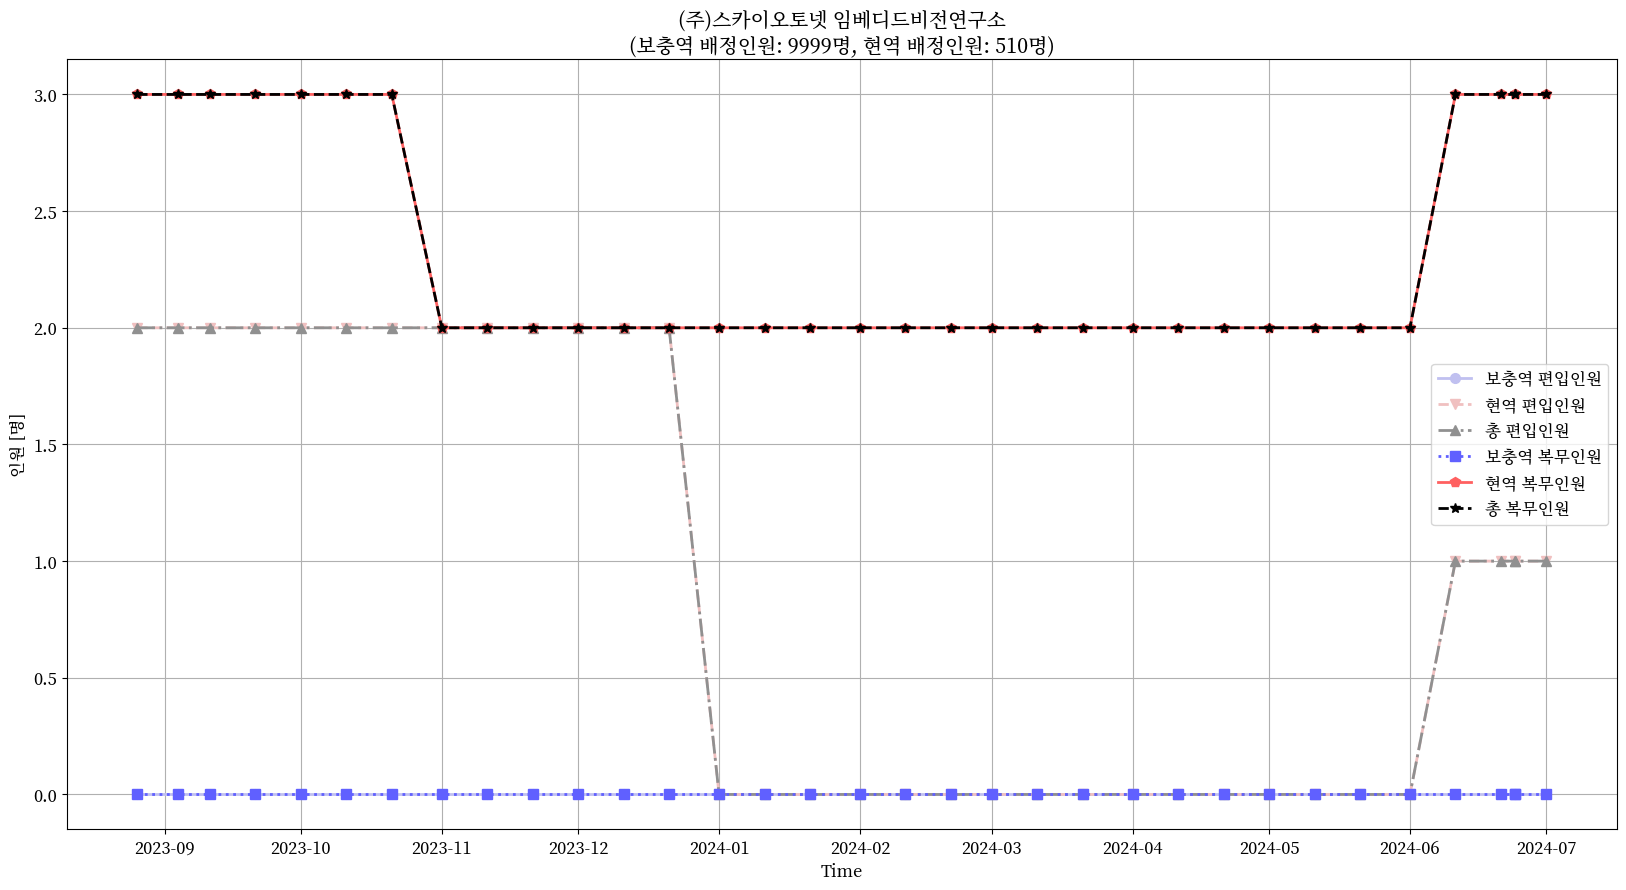 (주)스카이오토넷 임베디드비전연구소
(보충역 배정인원: 9999명, 현역 배정인원: 510명)
3.0
2.5
2.0
1.5
1.0
0.5
0.0
인원 [명]
보충역 편입인원
현역 편입인원
총 편입인원
보충역 복무인원
현역 복무인원
총 복무인원
2023-09 2023-10 2023-11 2023-12 2024-01 2024-02 2024-03 2024-04 2024-05 2024-06 2024-07
Time